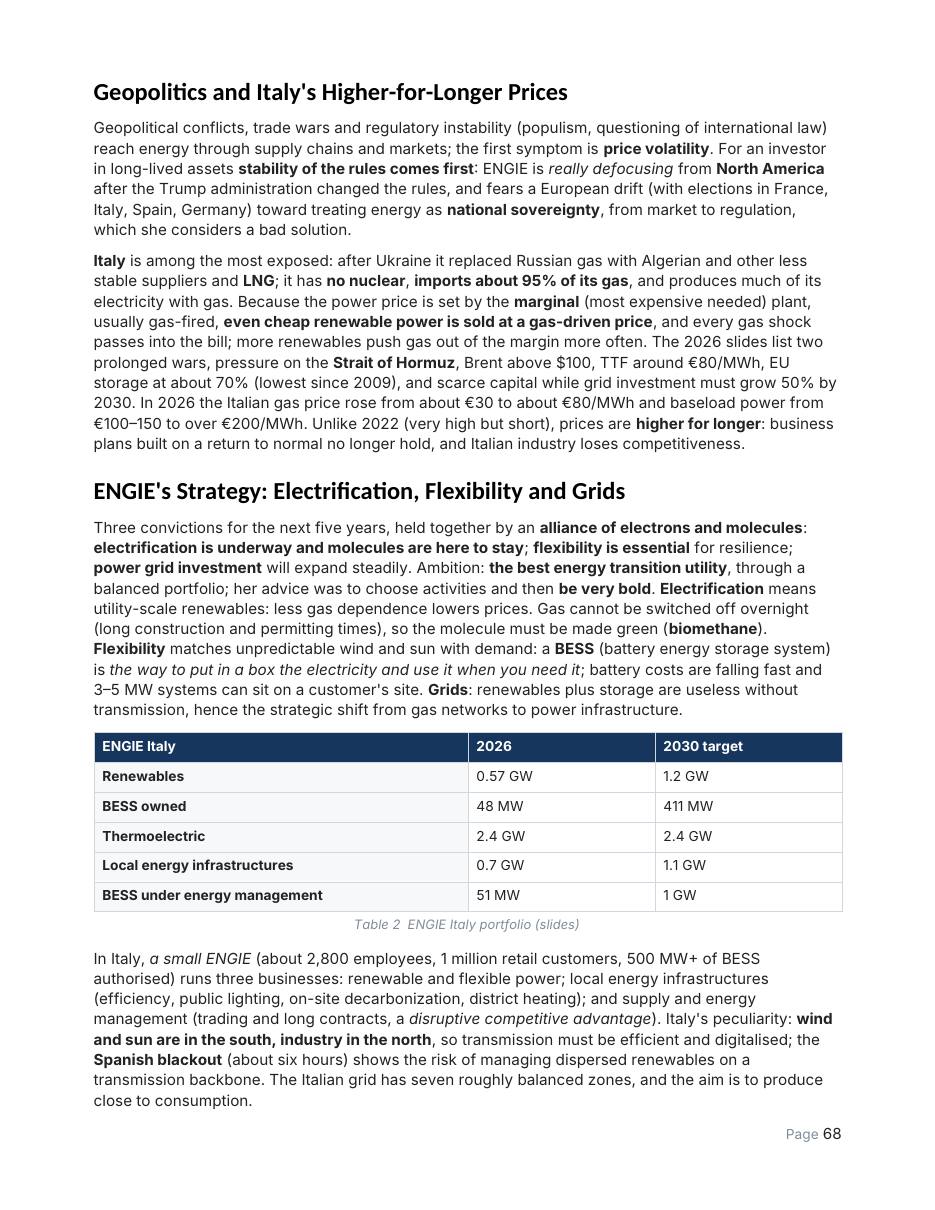 Geopolitics and Italy's Higher-for-Longer Prices
Geopolitical conflicts, trade wars and regulatory instability (populism, questioning of international law)
reach energy through supply chains and markets; the first symptom is price volatility. For an investor
in long-lived assets stability of the rules comes first: ENGIE is really defocusing from North America
after the Trump administration changed the rules, and fears a European drift (with elections in France,
Italy, Spain, Germany) toward treating energy as national sovereignty, from market to regulation,
which she considers a bad solution.
Italy is among the most exposed: after Ukraine it replaced Russian gas with Algerian and other less
stable suppliers and LNG; it has no nuclear, imports about 95% of its gas, and produces much of its
electricity with gas. Because the power price is set by the marginal (most expensive needed) plant,
usually gas-fired, even cheap renewable power is sold at a gas-driven price, and every gas shock
passes into the bill; more renewables push gas out of the margin more often. The 2026 slides list two
prolonged wars, pressure on the Strait of Hormuz, Brent above $100, TTF around €80/MWh, EU
storage at about 70% (lowest since 2009), and scarce capital while grid investment must grow 50% by
2030. In 2026 the Italian gas price rose from about €30 to about €80/MWh and baseload power from
€100–150 to over €200/MWh. Unlike 2022 (very high but short), prices are higher for longer: business
plans built on a return to normal no longer hold, and Italian industry loses competitiveness.
ENGIE's Strategy: Electrification, Flexibility and Grids
Three convictions for the next five years, held together by an alliance of electrons and molecules:
electrification is underway and molecules are here to stay; flexibility is essential for resilience;
power grid investment will expand steadily. Ambition: the best energy transition utility, through a
balanced portfolio; her advice was to choose activities and then be very bold. Electrification means
utility-scale renewables: less gas dependence lowers prices. Gas cannot be switched off overnight
(long construction and permitting times), so the molecule must be made green (biomethane).
Flexibility matches unpredictable wind and sun with demand: a BESS (battery energy storage system)
is the way to put in a box the electricity and use it when you need it; battery costs are falling fast and
3–5 MW systems can sit on a customer's site. Grids: renewables plus storage are useless without
transmission, hence the strategic shift from gas networks to power infrastructure.
ENGIE Italy 2026 2030 target
Renewables 0.57 GW 1.2 GW
BESS owned 48 MW 411 MW
Thermoelectric 2.4 GW 2.4 GW
Local energy infrastructures 0.7 GW 1.1 GW
BESS under energy management 51 MW 1 GW
Table 2 ENGIE Italy portfolio (slides)
In Italy, a small ENGIE (about 2,800 employees, 1 million retail customers, 500 MW+ of BESS
authorised) runs three businesses: renewable and flexible power; local energy infrastructures
(efficiency, public lighting, on-site decarbonization, district heating); and supply and energy
management (trading and long contracts, a disruptive competitive advantage). Italy's peculiarity: wind
and sun are in the south, industry in the north, so transmission must be efficient and digitalised; the
Spanish blackout (about six hours) shows the risk of managing dispersed renewables on a
transmission backbone. The Italian grid has seven roughly balanced zones, and the aim is to produce
close to consumption.
Page 68